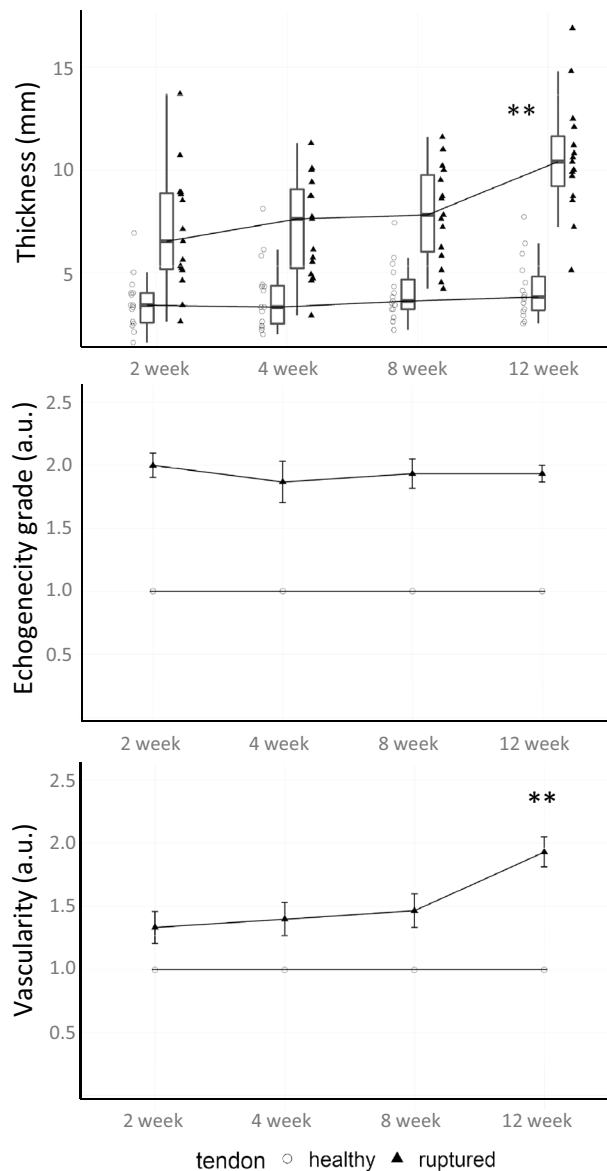 Thickness (mm)
15
10
5
**
2 week 4 week 8 week 12 week
Echogenecity grade (a.u.)
2.5
2.0
1.5
1.0
0.5
2 week 4 week 8 week 12 week
Vascularity (a.u.)
2.5
2.0
1.5
1.0
0.5
**
2 week 4 week 8 week 12 week
tendon healthy ruptured